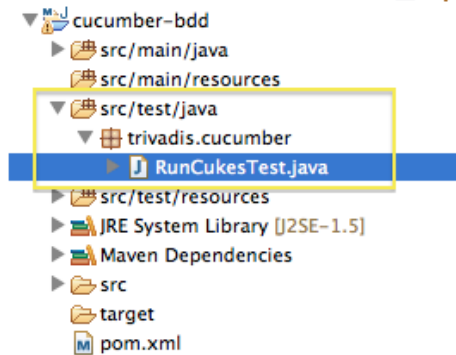 cucumber-bdd
src/main/java
src/main/resources
src/test/java
trivadis.cucumber
RunCukesTest.java
src/test/resources
JRE System Library [J2SE-1.5]
Maven Dependencies
src
target
pom.xml